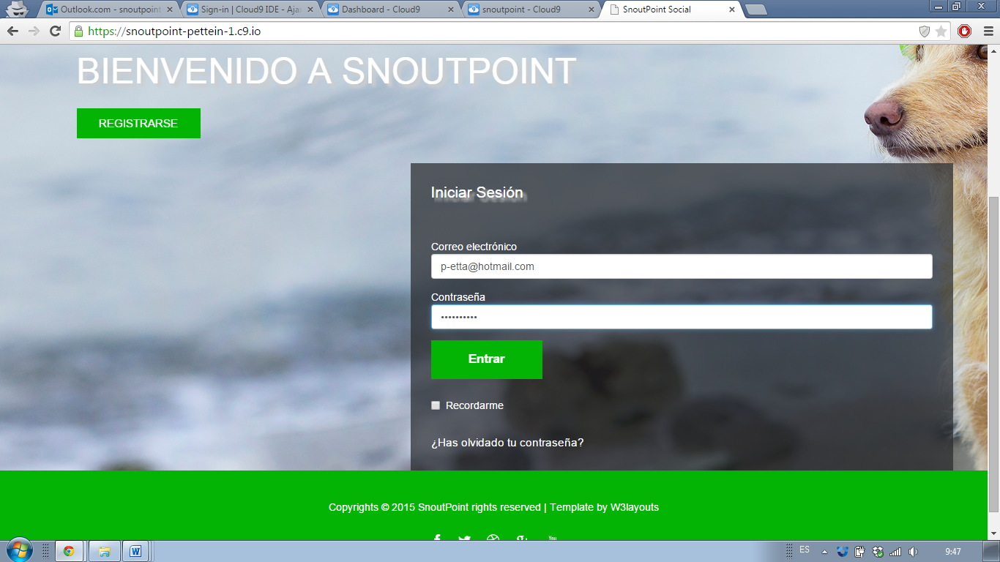 Outlook.com - snoutpoint
Sign-in | Cloud9 IDE - Aja
Dashboard - Cloud9
snoutpoint - Cloud9
SnoutPoint Social
https://snoutpoint-pettein-1.c9.io
BIENVENIDO A SNOUTPOINT
REGISTRARSE
Iniciar Sesión
Correo electrónico
p-etta@hotmail.com
Contraseña
••••••••••
Entrar
Recordarme
¿Has olvidado tu contraseña?
Copyrights © 2015 SnoutPoint rights reserved | Template by W3layouts
ES
9:47